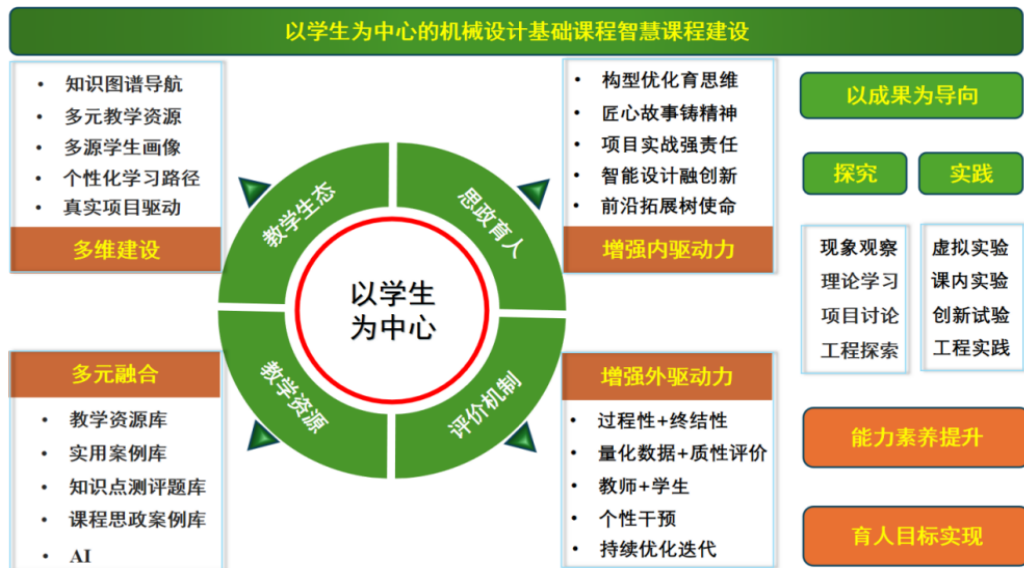 以学生为中心的机械设计基础课程智慧课程建设
• 知识图谱导航
• 多元教学资源
• 多源学生画像
• 个性化学习路径
• 真实项目驱动
多维建设
多元融合
• 教学资源库
• 实用案例库
• 知识点测评题库
• 课程思政案例库
• AI
教学生态
思政育人
以学生
为中心
教学资源
评价机制
• 构型优化育思维
• 匠心故事铸精神
• 项目实战强责任
• 智能设计融创新
• 前沿拓展树使命
增强内驱动力
增强外驱动力
• 过程性+终结性
• 量化数据+质性评价
• 教师+学生
• 个性干预
• 持续优化迭代
以成果为导向
探究
实践
现象观察
理论学习
项目讨论
工程探索
虚拟实验
课内实验
创新试验
工程实践
能力素养提升
育人目标实现